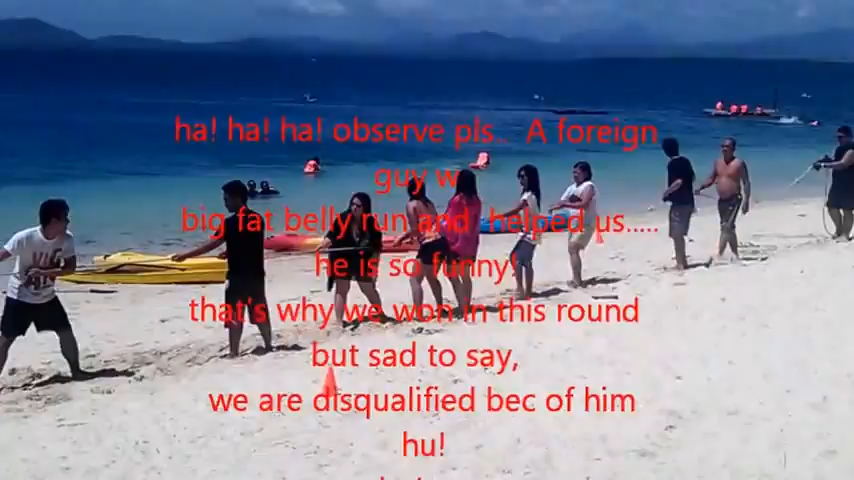 ha! ha! ha! observe pls.. A foreign
guy w
big fat belly run and helped us.....
he is so funny!
that's why we won in this round
but sad to say,
we are disqualified bec of him
hu!